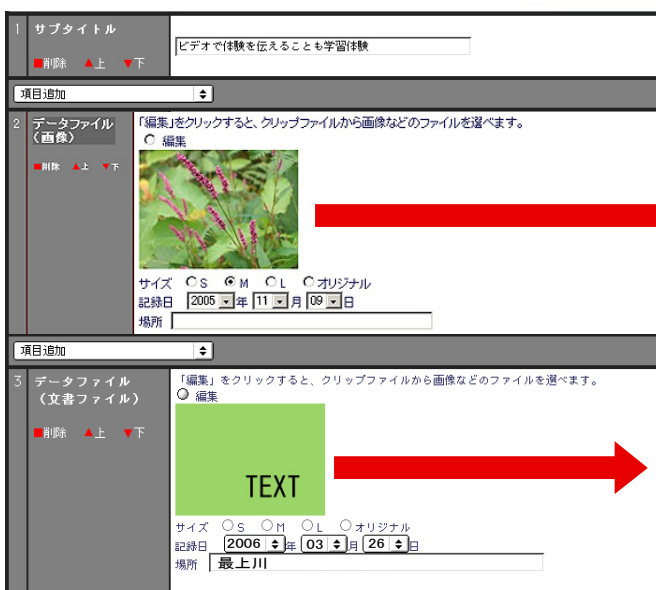 1 サブタイトル
■削除 ▲上 ▼下
ビデオで体験を伝えることも学習体験
項目追加
2 データファイル
（画像）
■削除 ▲上 ▼下
「編集」をクリックすると、クリップファイルから画像などのファイルを選べます。
編集
サイズ S M L オリジナル
記録日 2005 年 11 月 09 日
場所
項目追加
3 データファイル
（文書ファイル）
■削除 ▲上 ▼下
「編集」をクリックすると、クリップファイルから画像などのファイルを選べます。
編集
TEXT
サイズ S M L オリジナル
記録日 2006 年 03 月 26 日
場所 最上川